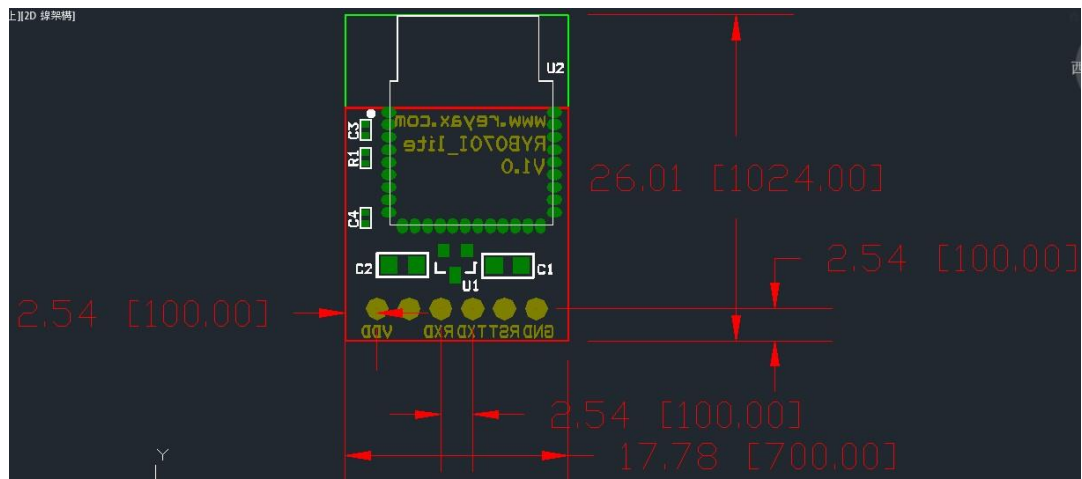 上][2D 線架構]
U2
西
www.reyax.com
RYB070I_lite
V1.0
C3
R1
C4
26.01 [1024.00]
C2
U1
C1
2.54 [100.00]
2.54 [100.00]
VDD
RXD
TXD
RST
GND
2.54 [100.00]
17.78 [700.00]
Y